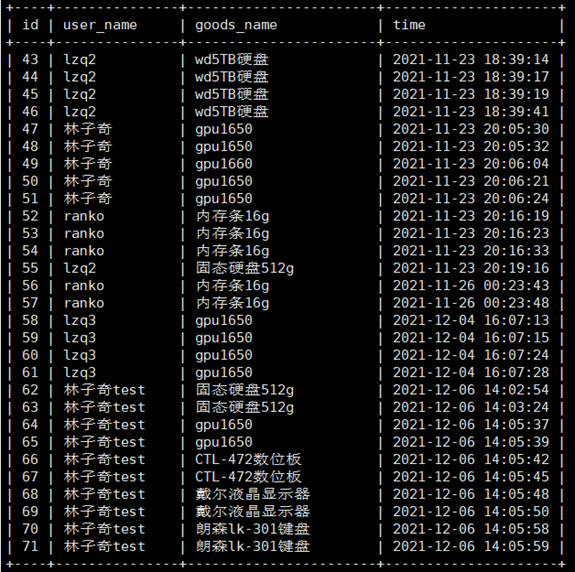 +----+---------------+----------------------+---------------------+
| id | user_name | goods_name | time |
+----+---------------+----------------------+---------------------+
| 43 | lzq2 | wd5TB硬盘 | 2021-11-23 18:39:14 |
| 44 | lzq2 | wd5TB硬盘 | 2021-11-23 18:39:17 |
| 45 | lzq2 | wd5TB硬盘 | 2021-11-23 18:39:19 |
| 46 | lzq2 | wd5TB硬盘 | 2021-11-23 18:39:41 |
| 47 | 林子奇 | gpu1650 | 2021-11-23 20:05:30 |
| 48 | 林子奇 | gpu1650 | 2021-11-23 20:05:32 |
| 49 | 林子奇 | gpu1660 | 2021-11-23 20:06:04 |
| 50 | 林子奇 | gpu1650 | 2021-11-23 20:06:21 |
| 51 | 林子奇 | gpu1650 | 2021-11-23 20:06:24 |
| 52 | ranko | 内存条16g | 2021-11-23 20:16:19 |
| 53 | ranko | 内存条16g | 2021-11-23 20:16:23 |
| 54 | ranko | 内存条16g | 2021-11-23 20:16:33 |
| 55 | lzq2 | 固态硬盘512g | 2021-11-23 20:19:16 |
| 56 | ranko | 内存条16g | 2021-11-26 00:23:43 |
| 57 | ranko | 内存条16g | 2021-11-26 00:23:48 |
| 58 | lzq3 | gpu1650 | 2021-12-04 16:07:13 |
| 59 | lzq3 | gpu1650 | 2021-12-04 16:07:15 |
| 60 | lzq3 | gpu1650 | 2021-12-04 16:07:24 |
| 61 | lzq3 | gpu1650 | 2021-12-04 16:07:28 |
| 62 | 林子奇test | 固态硬盘512g | 2021-12-06 14:02:54 |
| 63 | 林子奇test | 固态硬盘512g | 2021-12-06 14:03:24 |
| 64 | 林子奇test | gpu1650 | 2021-12-06 14:05:37 |
| 65 | 林子奇test | gpu1650 | 2021-12-06 14:05:39 |
| 66 | 林子奇test | CTL-472数位板 | 2021-12-06 14:05:42 |
| 67 | 林子奇test | CTL-472数位板 | 2021-12-06 14:05:45 |
| 68 | 林子奇test | 戴尔液晶显示器 | 2021-12-06 14:05:48 |
| 69 | 林子奇test | 戴尔液晶显示器 | 2021-12-06 14:05:50 |
| 70 | 林子奇test | 朗森lk-301键盘 | 2021-12-06 14:05:58 |
| 71 | 林子奇test | 朗森lk-301键盘 | 2021-12-06 14:05:59 |
+----+---------------+----------------------+---------------------+